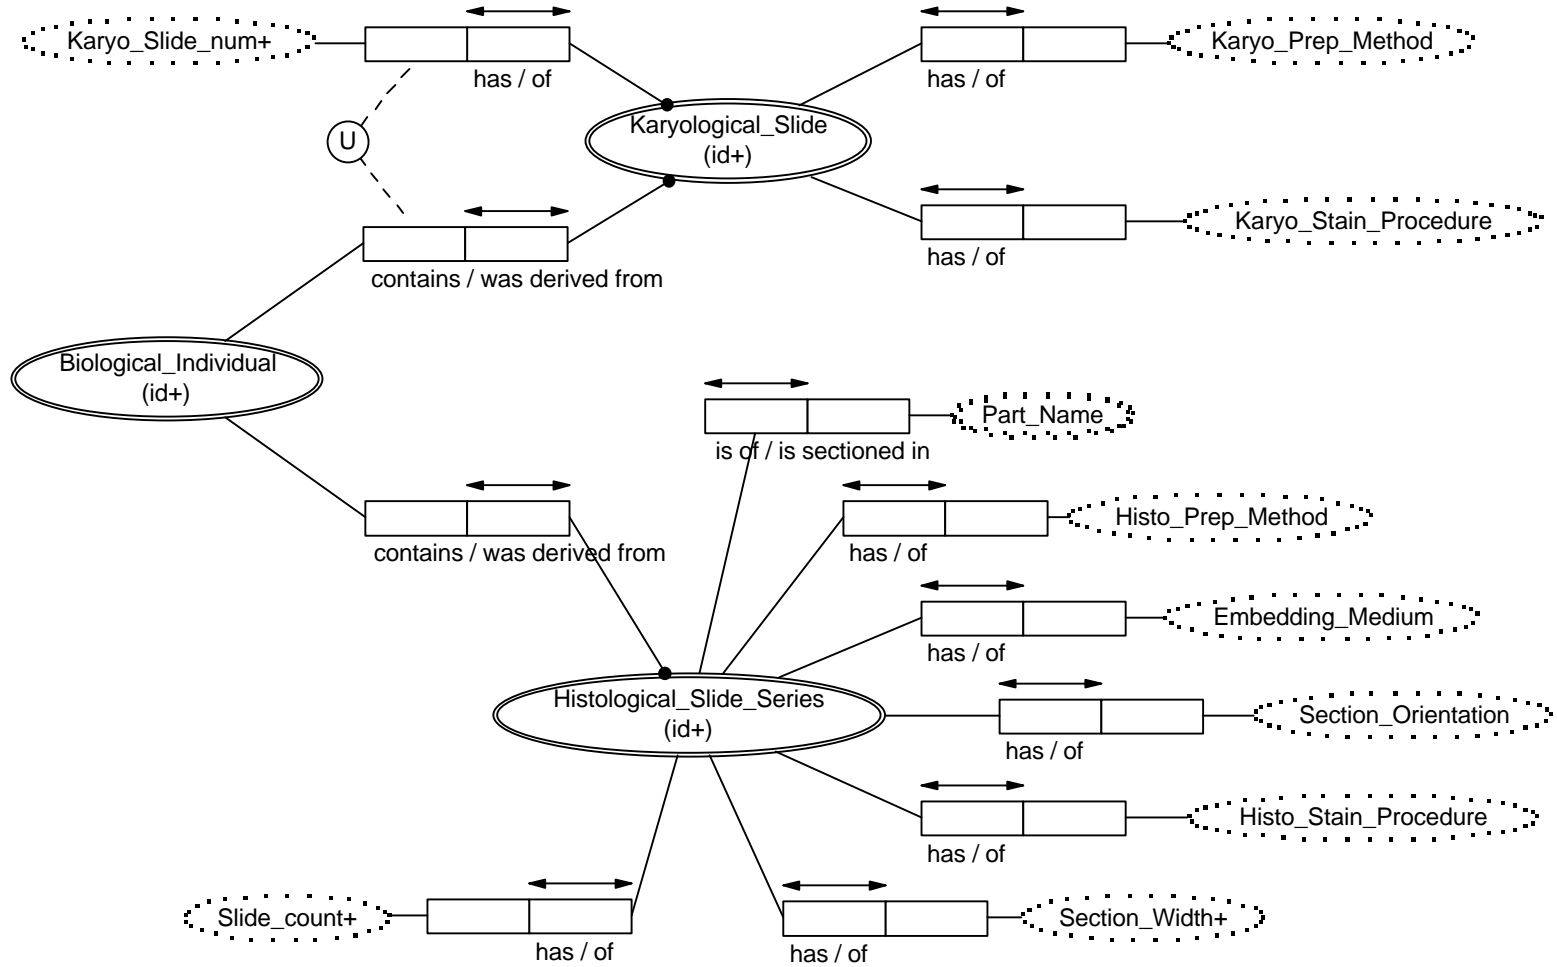 Karyo_Slide_num+
has / of
has / of
Karyo_Prep_Method
U
Karyological_Slide
(id+)
has / of
Karyo_Stain_Procedure
contains / was derived from
Biological_Individual
(id+)
is of / is sectioned in
Part_Name
contains / was derived from
has / of
Histo_Prep_Method
has / of
Embedding_Medium
Histological_Slide_Series
(id+)
has / of
Section_Orientation
has / of
Histo_Stain_Procedure
Slide_count+
has / of
has / of
Section_Width+